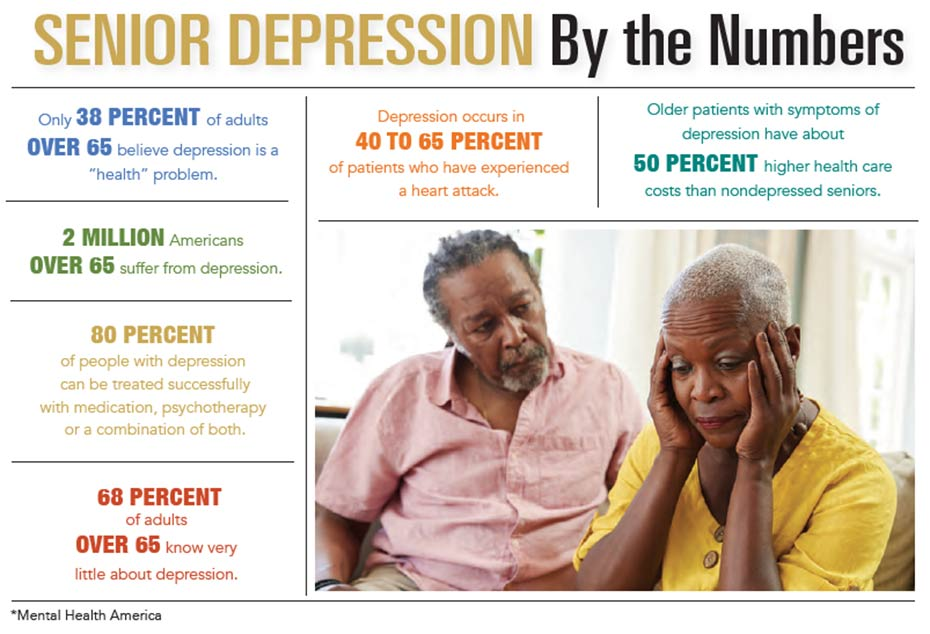 SENIOR DEPRESSION By the Numbers
Only 38 PERCENT of adults
OVER 65 believe depression is a
“health” problem.
2 MILLION Americans
OVER 65 suffer from depression.
80 PERCENT
of people with depression
can be treated successfully
with medication, psychotherapy
or a combination of both.
68 PERCENT
of adults
OVER 65 know very
little about depression.
Depression occurs in
40 TO 65 PERCENT
of patients who have experienced
a heart attack.
Older patients with symptoms of
depression have about
50 PERCENT higher health care
costs than nondepressed seniors.
*Mental Health America